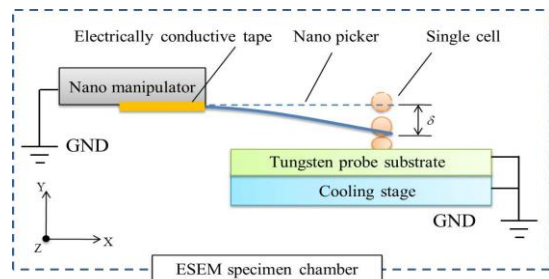 Electrically conductive tape
Nano picker
Single cell
Nano manipulator
δ
GND
Tungsten probe substrate
Cooling stage
GND
Y
Z
X
ESEM specimen chamber